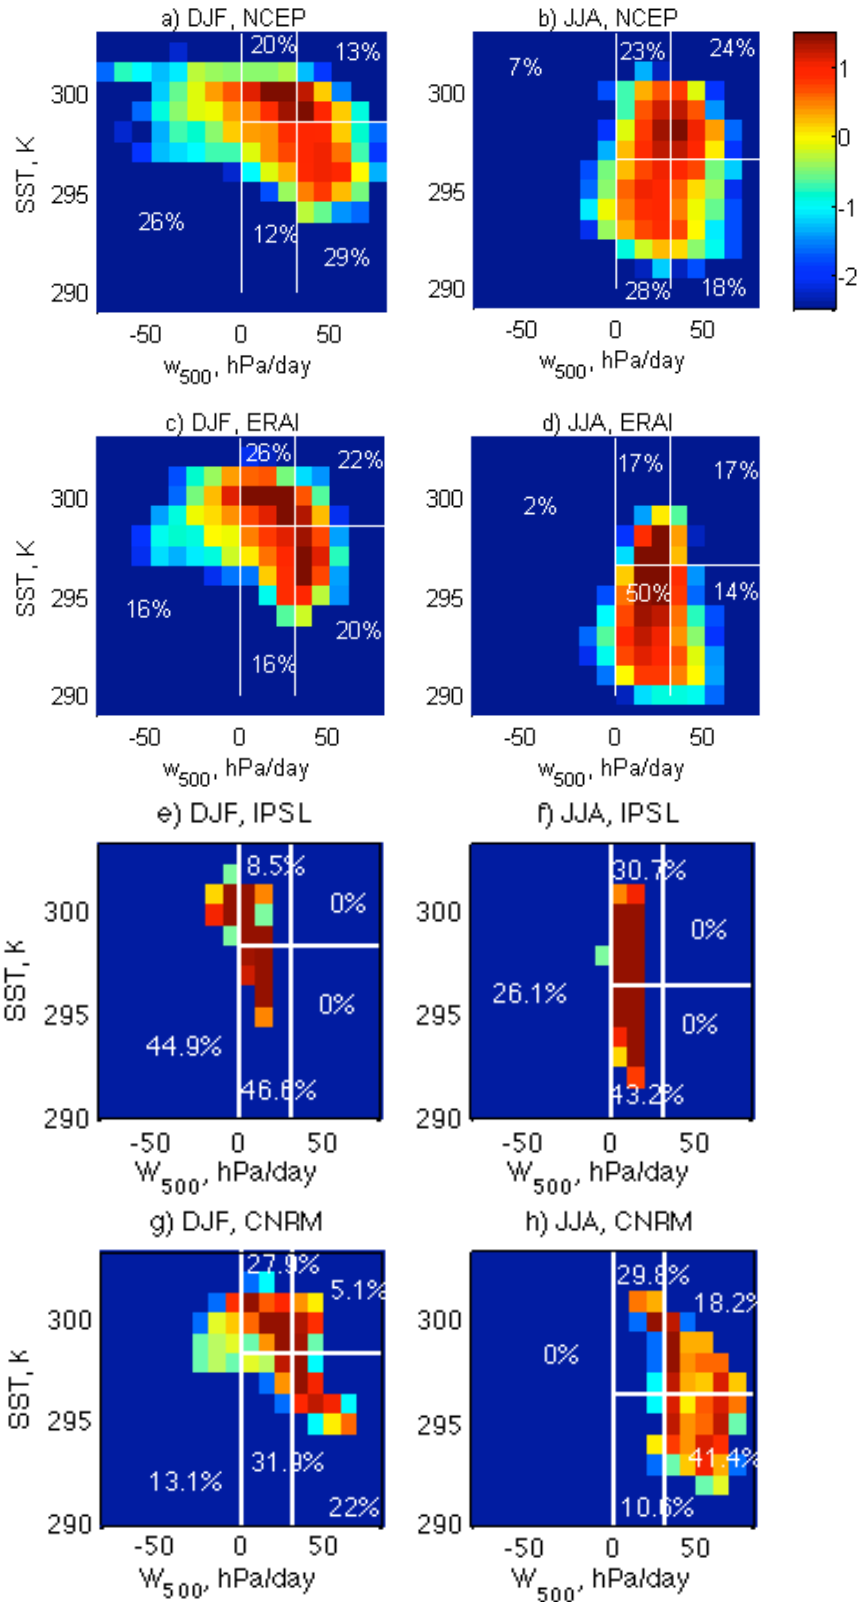 a) DJF, NCEP
b) JJA, NCEP
20%
13%
23%
24%
7%
1
300
300
0
SST, K
295
295
-1
26%
12%
29%
-2
290
290
28%
18%
-50 0 50
-50 0 50
w500, hPa/day
w500, hPa/day
c) DJF, ERAI
d) JJA, ERAI
26%
22%
17%
17%
300
300
2%
SST, K
295
295
50%
14%
16%
20%
16%
290
290
-50 0 50
-50 0 50
w500, hPa/day
w500, hPa/day
e) DJF, IPSL
f) JJA, IPSL
8.5%
30.7%
300
0%
300
0%
SST, K
295
0%
295
26.1%
0%
44.9%
46.6%
43.2%
290
290
-50 0 50
-50 0 50
W500, hPa/day
W500, hPa/day
g) DJF, CNRM
h) JJA, CNRM
27.9%
5.1%
29.8%
18.2%
300
300
0%
SST, K
295
295
31.9%
41.4%
13.1%
22%
10.6%
290
290
-50 0 50
-50 0 50
W500, hPa/day
W500, hPa/day